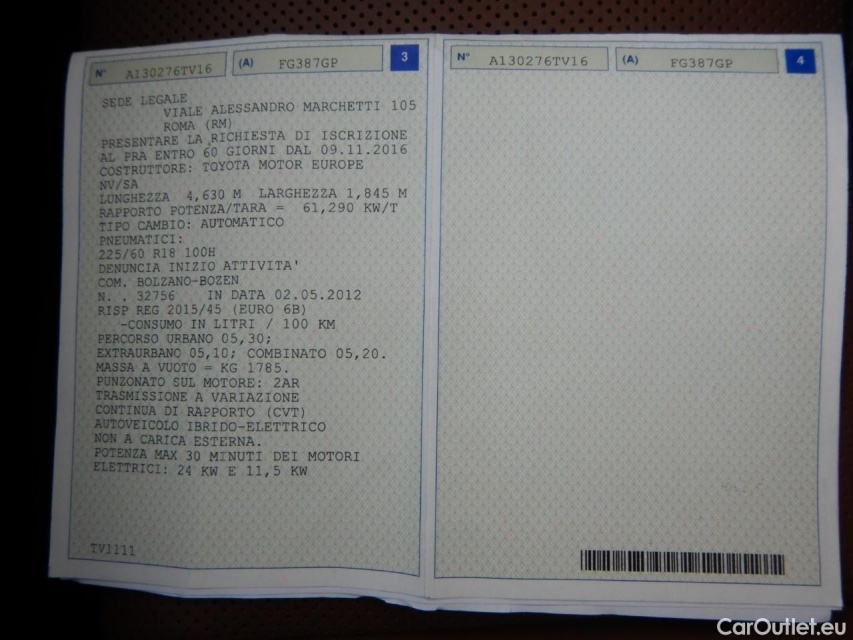 N° A130276TV16 (A) FG387GP 3
SEDE LEGALE
VIALE ALESSANDRO MARCHETTI 105
ROMA (RM)
PRESENTARE LA RICHIESTA DI ISCRIZIONE
AL PRA ENTRO 60 GIORNI DAL 09.11.2016
COSTRUTTORE: TOYOTA MOTOR EUROPE
NV/SA
LUNGHEZZA 4,630 M LARGHEZZA 1,845 M
RAPPORTO POTENZA/TARA = 61,290 KW/T
TIPO CAMBIO: AUTOMATICO
PNEUMATICI:
225/60 R18 100H
DENUNCIA INIZIO ATTIVITA'
COM. BOLZANO-BOZEN
N. . 32756 IN DATA 02.05.2012
RISP REG 2015/45 (EURO 6B)
-CONSUMO IN LITRI / 100 KM
PERCORSO URBANO 05,30;
EXTRAURBANO 05,10; COMBINATO 05,20.
MASSA A VUOTO = KG 1785.
PUNZONATO SUL MOTORE: 2AR
TRASMISSIONE A VARIAZIONE
CONTINUA DI RAPPORTO (CVT)
AUTOVEICOLO IBRIDO-ELETTRICO
NON A CARICA ESTERNA.
POTENZA MAX 30 MINUTI DEI MOTORI
ELETTRICI: 24 KW E 11,5 KW
TV1111
N° A130276TV16 (A) FG387GP 4
CarOutlet.eu